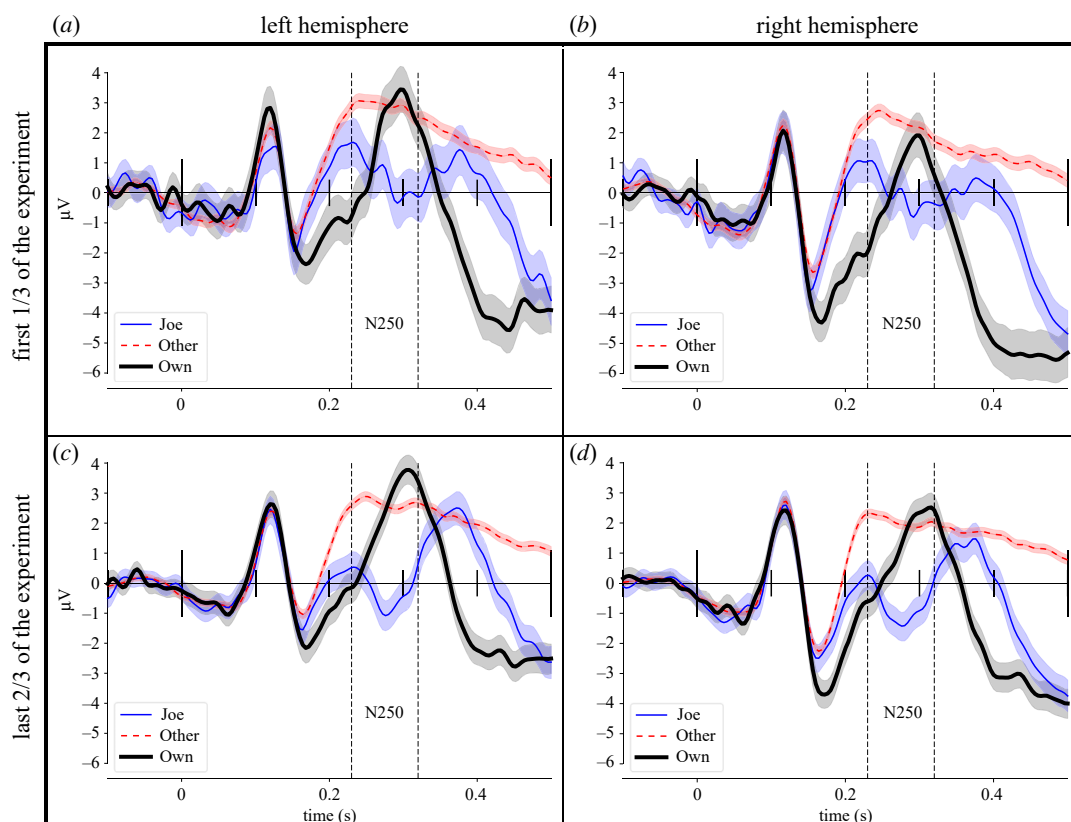 (a) left hemisphere
(b) right hemisphere
first 1/3 of the experiment
µV
4
3
2
1
0
−1
−2
−3
−4
−5
−6
N250
Joe
Other
Own
0 0.2 0.4
4
3
2
1
0
−1
−2
−3
−4
−5
−6
N250
Joe
Other
Own
0 0.2 0.4
last 2/3 of the experiment
(c)
µV
4
3
2
1
0
−1
−2
−3
−4
−5
−6
N250
Joe
Other
Own
0 0.2 0.4
time (s)
(d)
µV
4
3
2
1
0
−1
−2
−3
−4
−5
−6
N250
Joe
Other
Own
0 0.2 0.4
time (s)